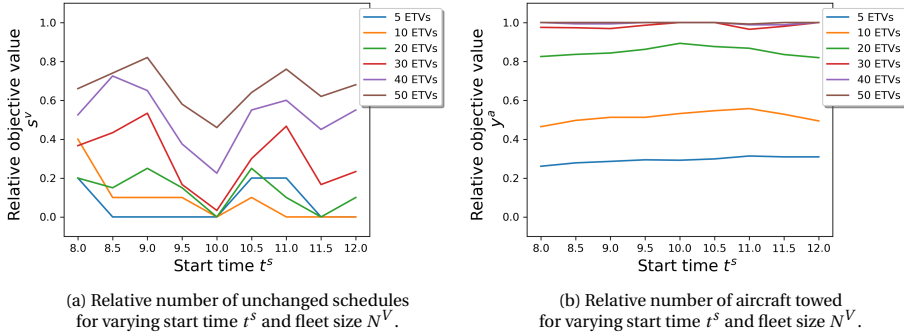 1.0
0.8
0.6
0.4
0.2
0.0
Relative objective value
s^v
8.0 8.5 9.0 9.5 10.0 10.5 11.0 11.5 12.0
Start time t^s
5 ETVs
10 ETVs
20 ETVs
30 ETVs
40 ETVs
50 ETVs
(a) Relative number of unchanged schedules
for varying start time t^s and fleet size N^V.
1.0
0.8
0.6
0.4
0.2
0.0
Relative objective value
y^a
8.0 8.5 9.0 9.5 10.0 10.5 11.0 11.5 12.0
Start time t^s
5 ETVs
10 ETVs
20 ETVs
30 ETVs
40 ETVs
50 ETVs
(b) Relative number of aircraft towed
for varying start time t^s and fleet size N^V.